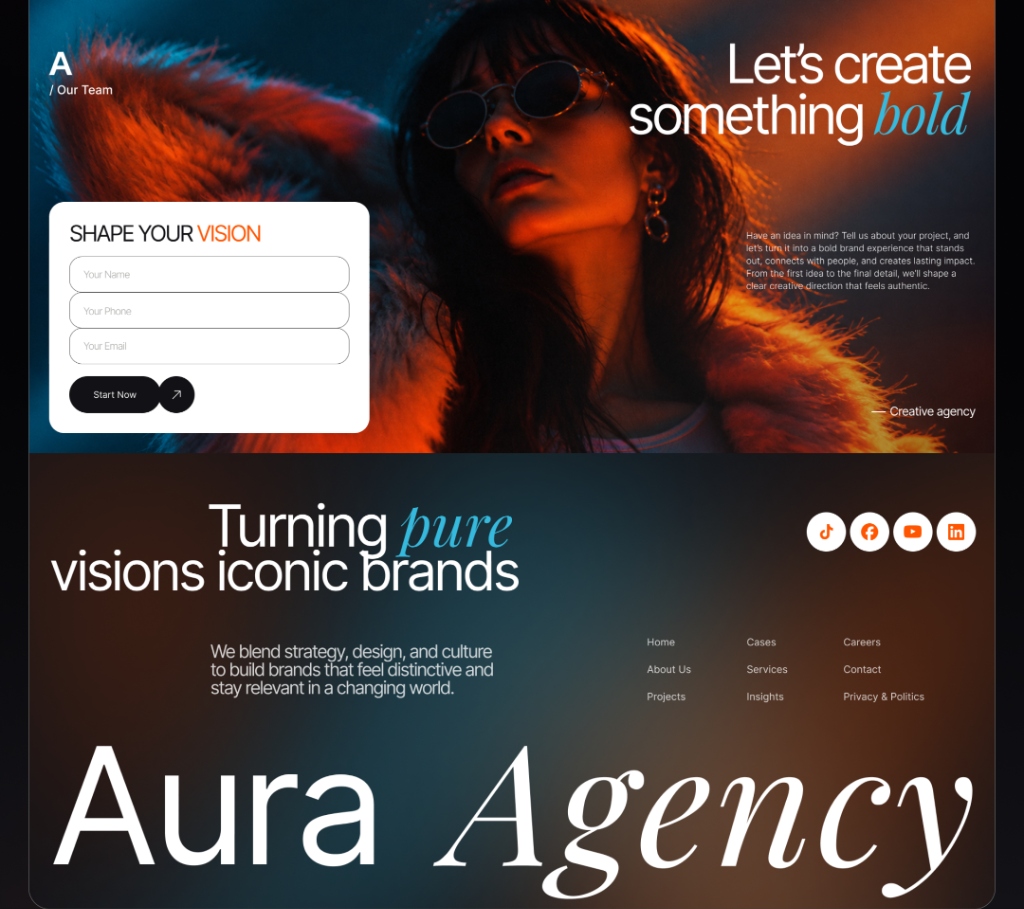 A
/ Our Team
Let's create
something bold
SHAPE YOUR VISION
Your Name
Your Phone
Your Email
Start Now
Have an idea in mind? Tell us about your project, and
let's turn it into a bold brand experience that stands
out, connects with people, and creates lasting impact.
From the first idea to the final detail, we'll shape a
clear creative direction that feels authentic.
— Creative agency
Turning pure
visions iconic brands
in
We blend strategy, design, and culture
to build brands that feel distinctive and
stay relevant in a changing world.
Home
Cases
Careers
About Us
Services
Contact
Projects
Insights
Privacy & Politics
Aura Agency